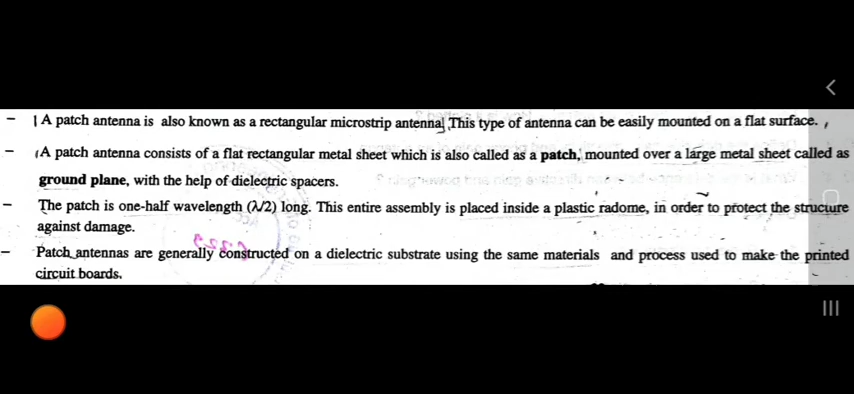 – A patch antenna is also known as a rectangular microstrip antenna. This type of antenna can be easily mounted on a flat surface.
– A patch antenna consists of a flat rectangular metal sheet which is also called as a patch, mounted over a large metal sheet called as
ground plane, with the help of dielectric spacers.
– The patch is one-half wavelength (λ/2) long. This entire assembly is placed inside a plastic radome, in order to protect the structure
against damage.
– Patch antennas are generally constructed on a dielectric substrate using the same materials and process used to make the printed
circuit boards.